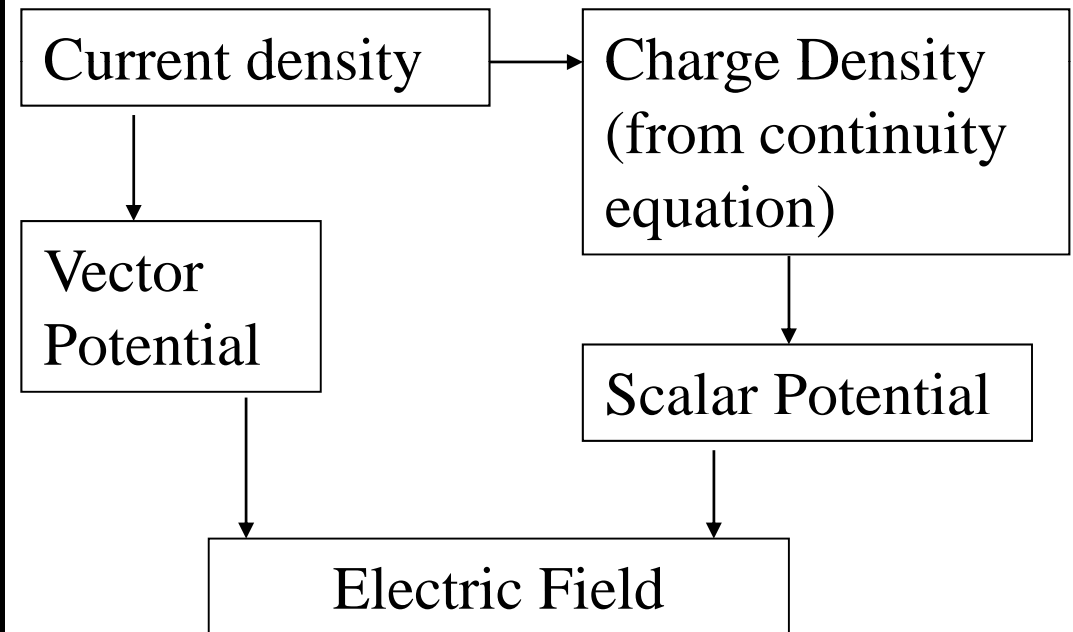 Current density
Charge Density
(from continuity
equation)
Vector
Potential
Scalar Potential
Electric Field